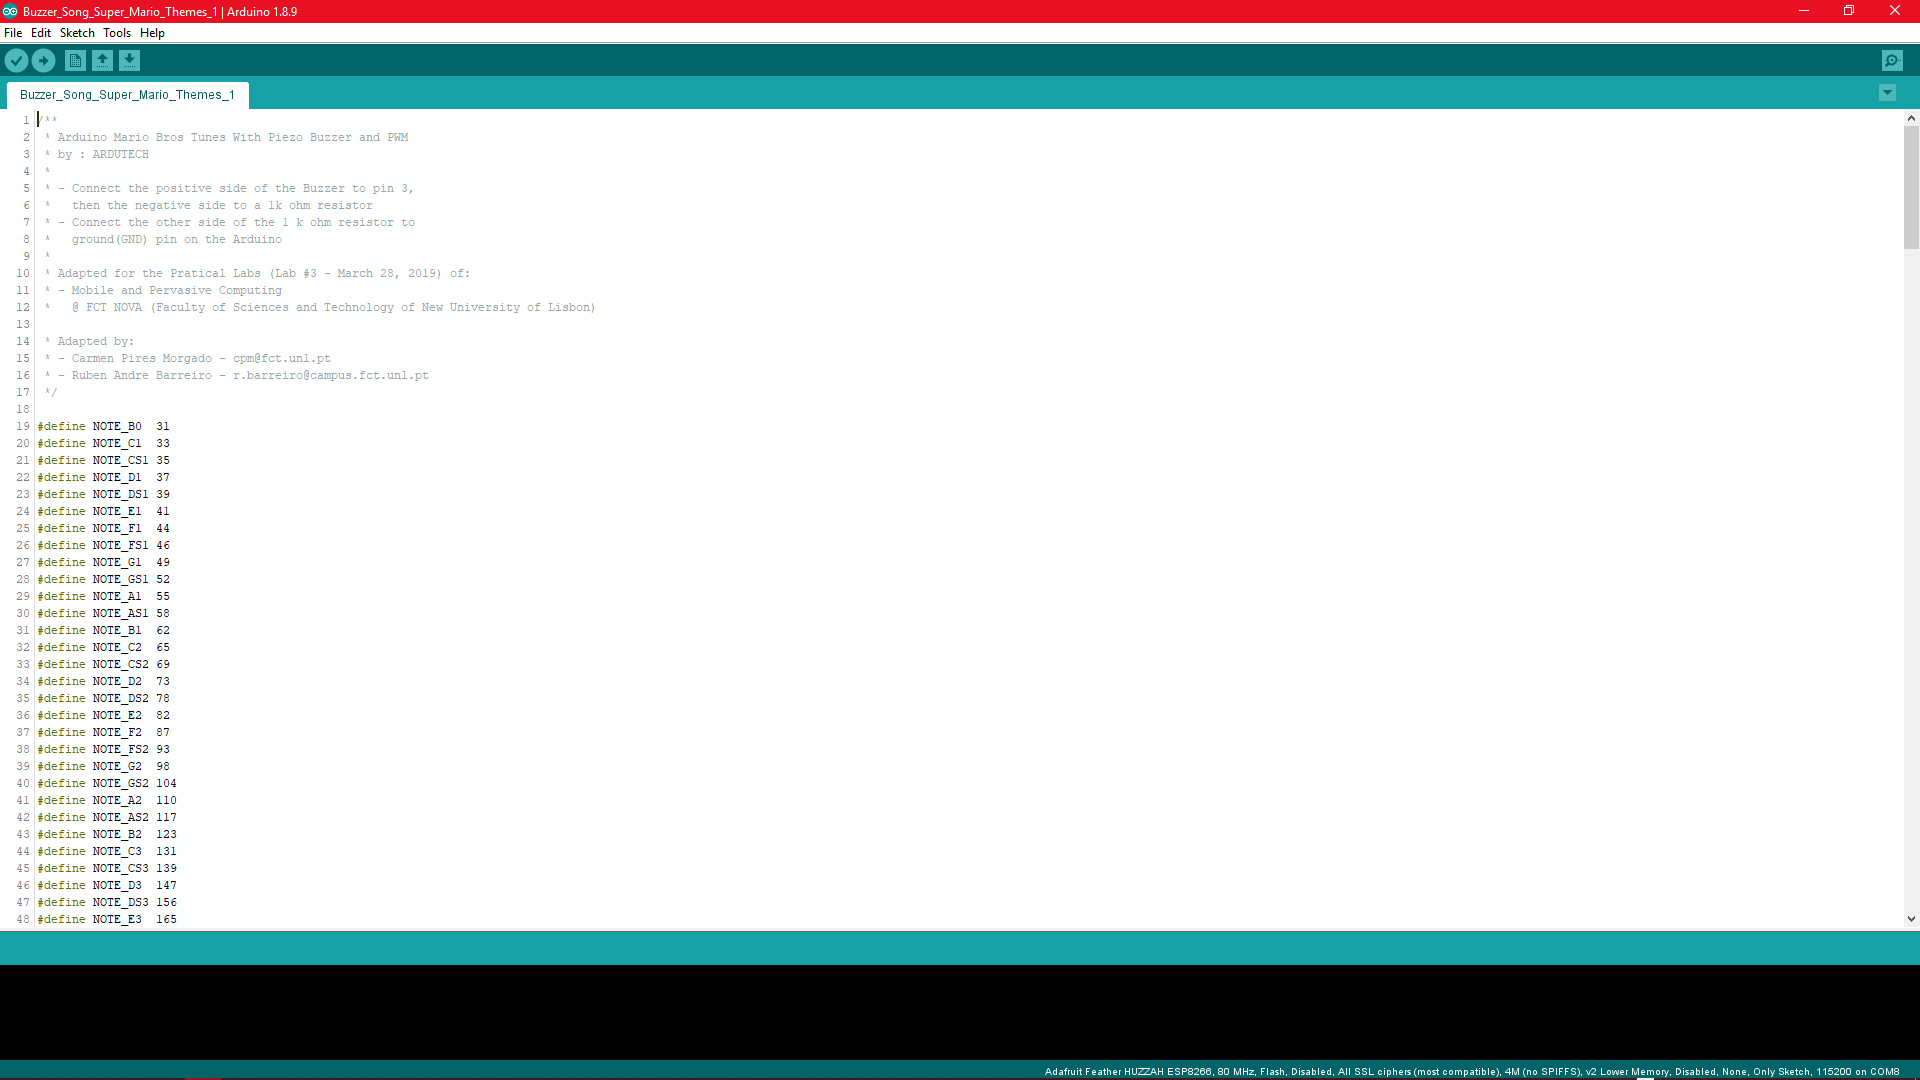 Buzzer_Song_Super_Mario_Themes_1 | Arduino 1.8.9
File Edit Sketch Tools Help
Buzzer_Song_Super_Mario_Themes_1
1 /**
2  * Arduino Mario Bros Tunes With Piezo Buzzer and PWM
3  * by : ARDUTECH
4  *
5  * - Connect the positive side of the Buzzer to pin 3,
6  *   then the negative side to a 1k ohm resistor
7  * - Connect the other side of the 1 k ohm resistor to
8  *   ground(GND) pin on the Arduino
9  *
10  * Adapted for the Pratical Labs (Lab #3 - March 28, 2019) of:
11  * - Mobile and Pervasive Computing
12  *   @ FCT NOVA (Faculty of Sciences and Technology of New University of Lisbon)
13
14  * Adapted by:
15  * - Carmen Pires Morgado - cpm@fct.unl.pt
16  * - Ruben Andre Barreiro - r.barreiro@campus.fct.unl.pt
17  */
18
19 #define NOTE_B0  31
20 #define NOTE_C1  33
21 #define NOTE_CS1 35
22 #define NOTE_D1  37
23 #define NOTE_DS1 39
24 #define NOTE_E1  41
25 #define NOTE_F1  44
26 #define NOTE_FS1 46
27 #define NOTE_G1  49
28 #define NOTE_GS1 52
29 #define NOTE_A1  55
30 #define NOTE_AS1 58
31 #define NOTE_B1  62
32 #define NOTE_C2  65
33 #define NOTE_CS2 69
34 #define NOTE_D2  73
35 #define NOTE_DS2 78
36 #define NOTE_E2  82
37 #define NOTE_F2  87
38 #define NOTE_FS2 93
39 #define NOTE_G2  98
40 #define NOTE_GS2 104
41 #define NOTE_A2  110
42 #define NOTE_AS2 117
43 #define NOTE_B2  123
44 #define NOTE_C3  131
45 #define NOTE_CS3 139
46 #define NOTE_D3  147
47 #define NOTE_DS3 156
48 #define NOTE_E3  165
Adafruit Feather HUZZAH ESP8266, 80 MHz, Flash, Disabled, All SSL ciphers (most compatible), 4M (no SPIFFS), v2 Lower Memory, Disabled, None, Only Sketch, 115200 on COM8